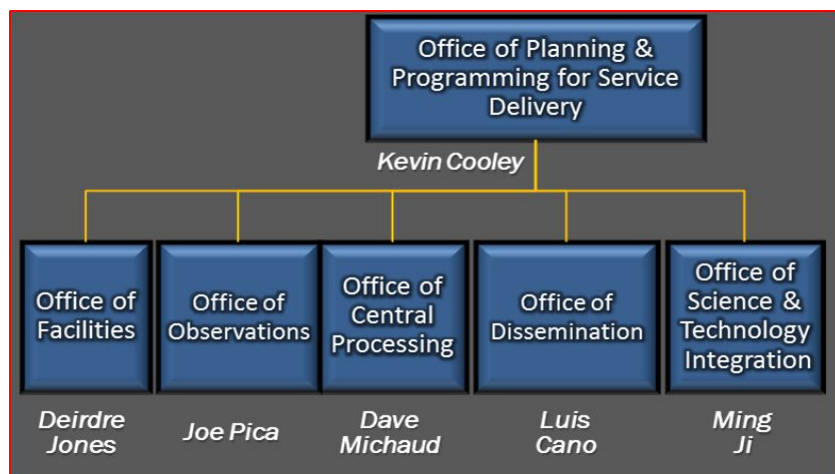 Office of Planning &
Programming for Service
Delivery
Kevin Cooley
Office of
Facilities
Office of
Observations
Office of
Central
Processing
Office of
Dissemination
Office of
Science &
Technology
Integration
Deirdre
Jones
Joe Pica
Dave
Michaud
Luis
Cano
Ming
Ji